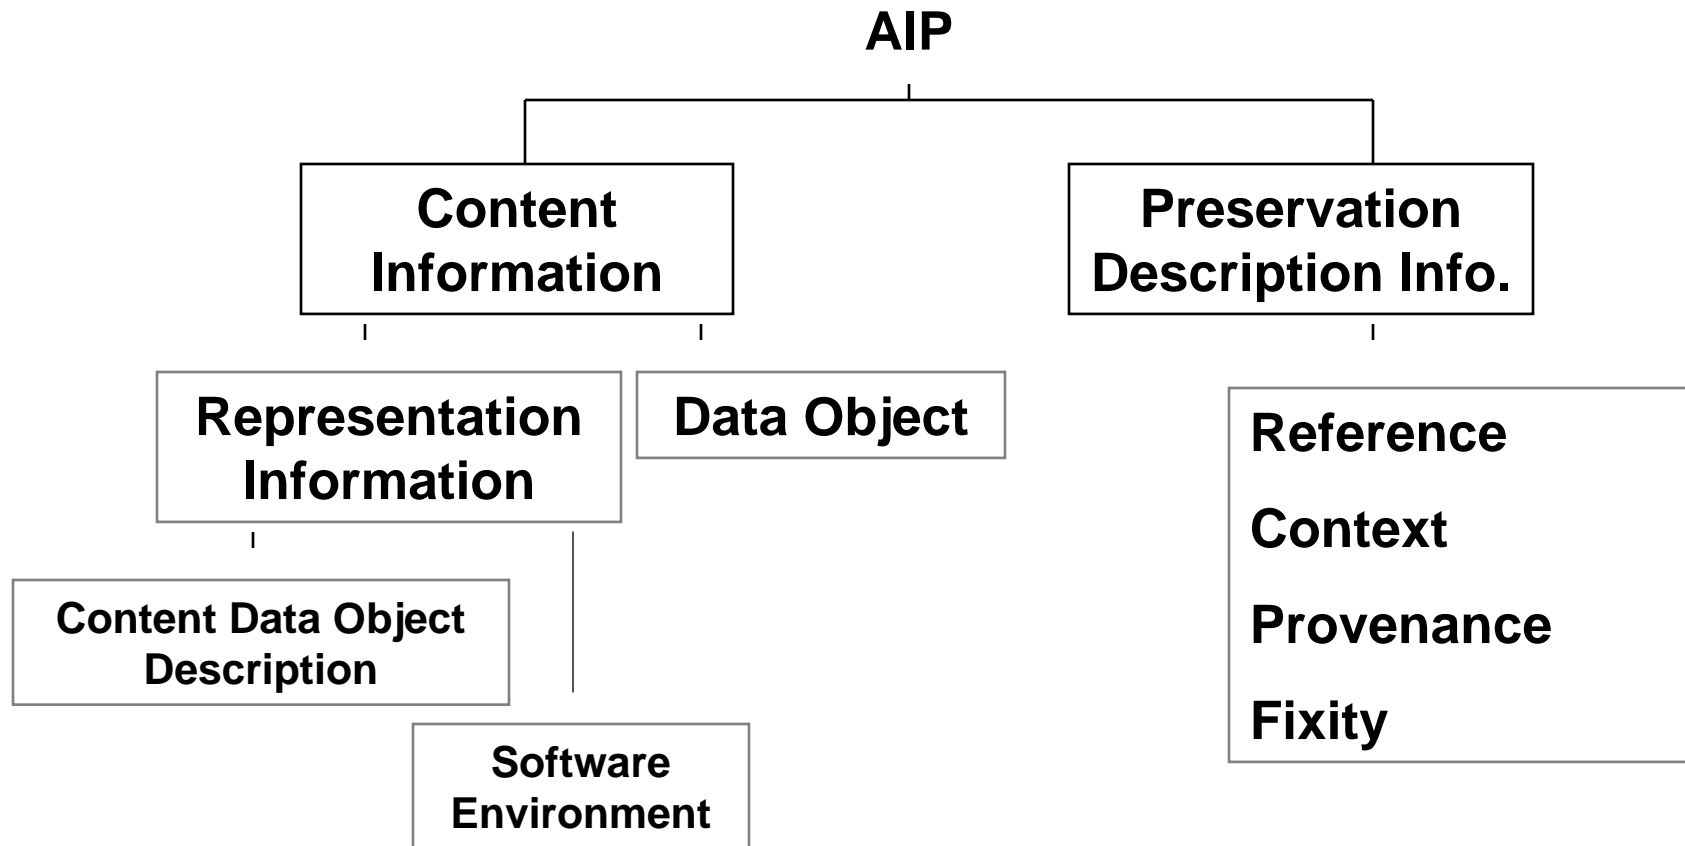 AIP
Content
Information
Preservation
Description Info.
Representation
Information
Data Object
Reference
Context
Provenance
Fixity
Content Data Object
Description
Software
Environment